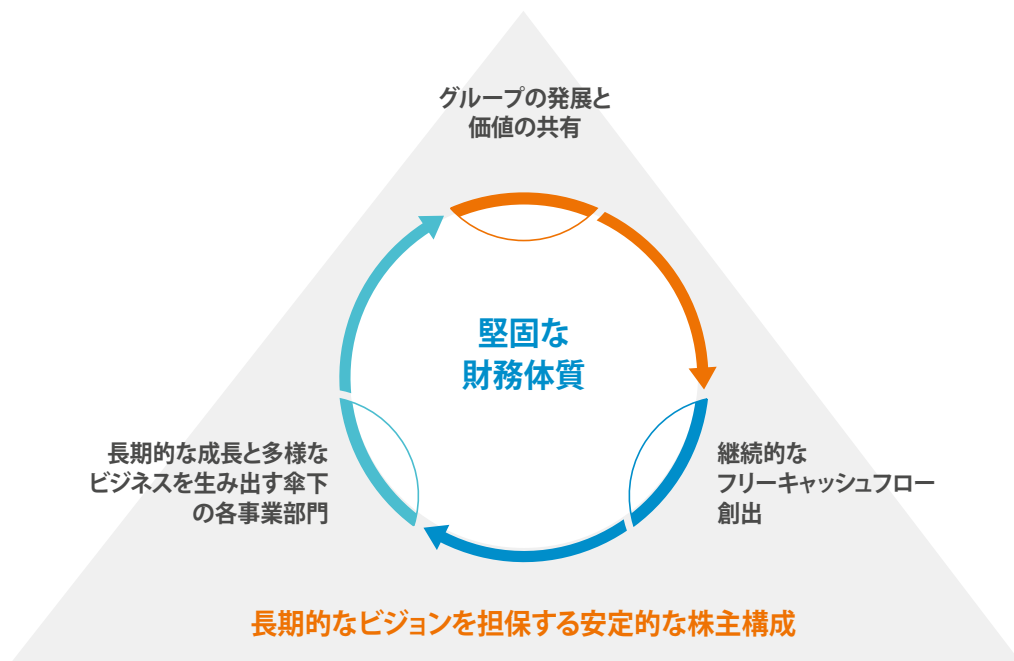 グループの発展と
価値の共有
堅固な
財務体質
長期的な成長と多様な
ビジネスを生み出す傘下
の各事業部門
継続的な
フリーキャッシュフロー
創出
長期的なビジョンを担保する安定的な株主構成